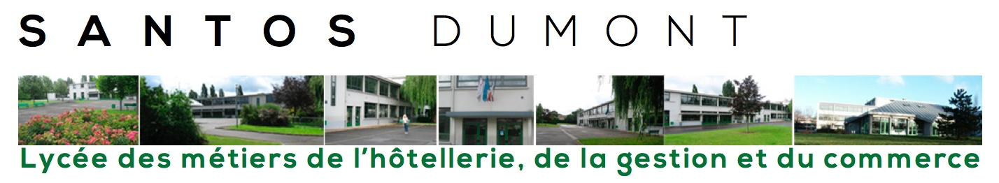 SANTOS DUMONT
Lycée des métiers de l'hôtellerie, de la gestion et du commerce